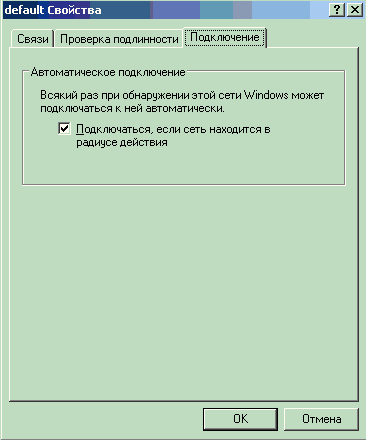 default Свойства
Связи Проверка подлинности Подключение
Автоматическое подключение
Всякий раз при обнаружении этой сети Windows может
подключаться к ней автоматически.
Подключаться, если сеть находится в
радиусе действия
OK Отмена